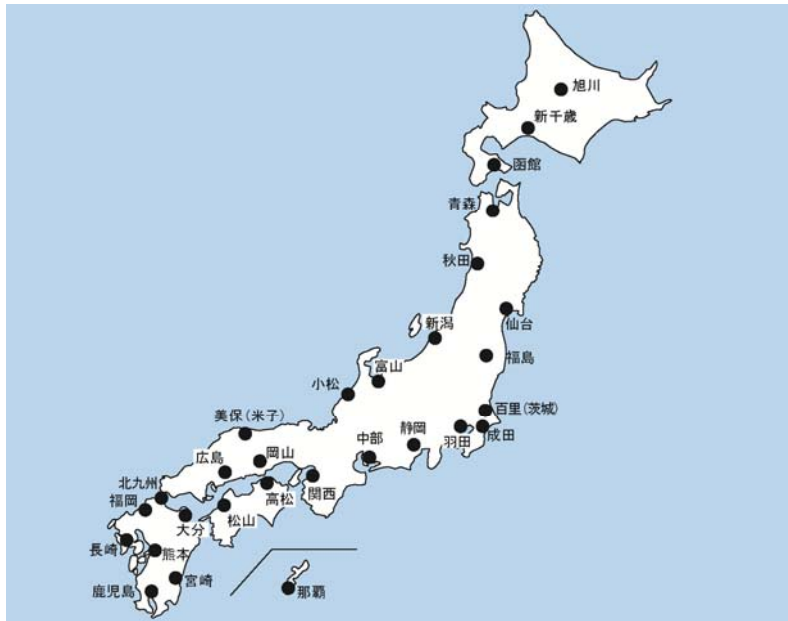 旭川
新千歳
函館
青森
秋田
仙台
新潟
福島
富山
小松
百里(茨城)
美保(米子)
成田
羽田
静岡
中部
広島
岡山
北九州
関西
高松
福岡
松山
大分
長崎
熊本
宮崎
鹿児島
那覇